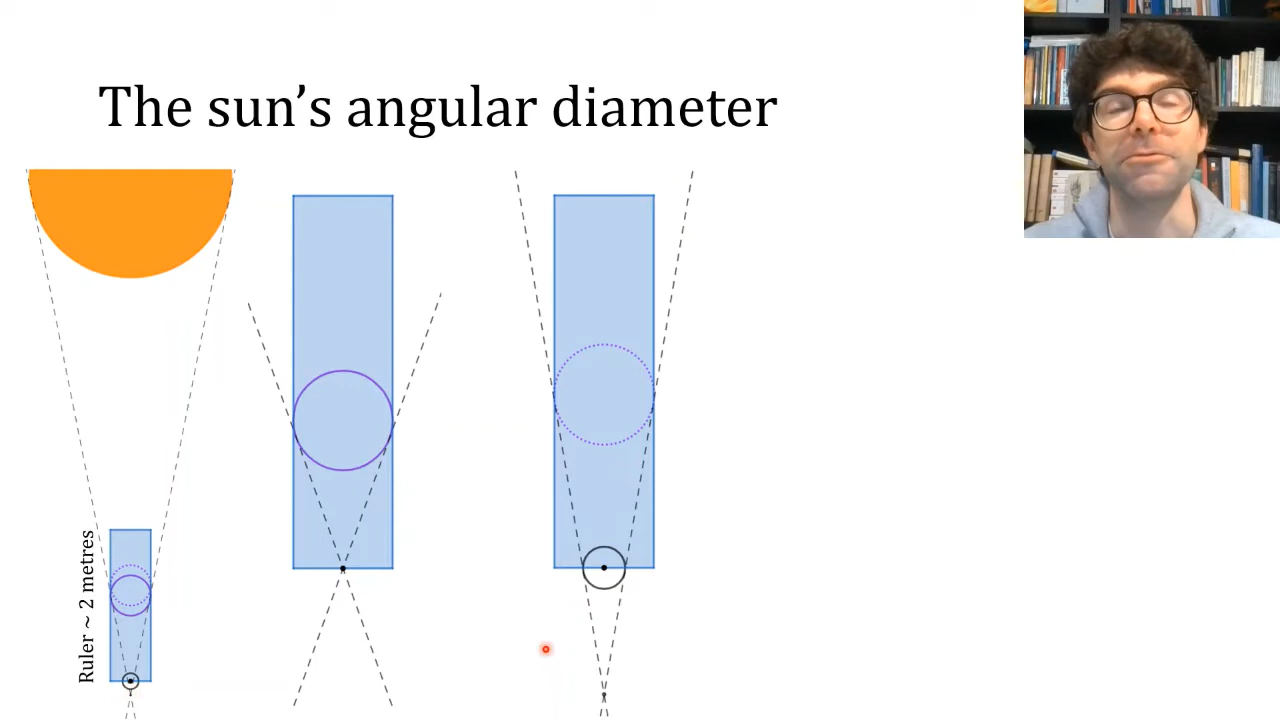 The sun’s angular diameter
Ruler ~ 2 metres